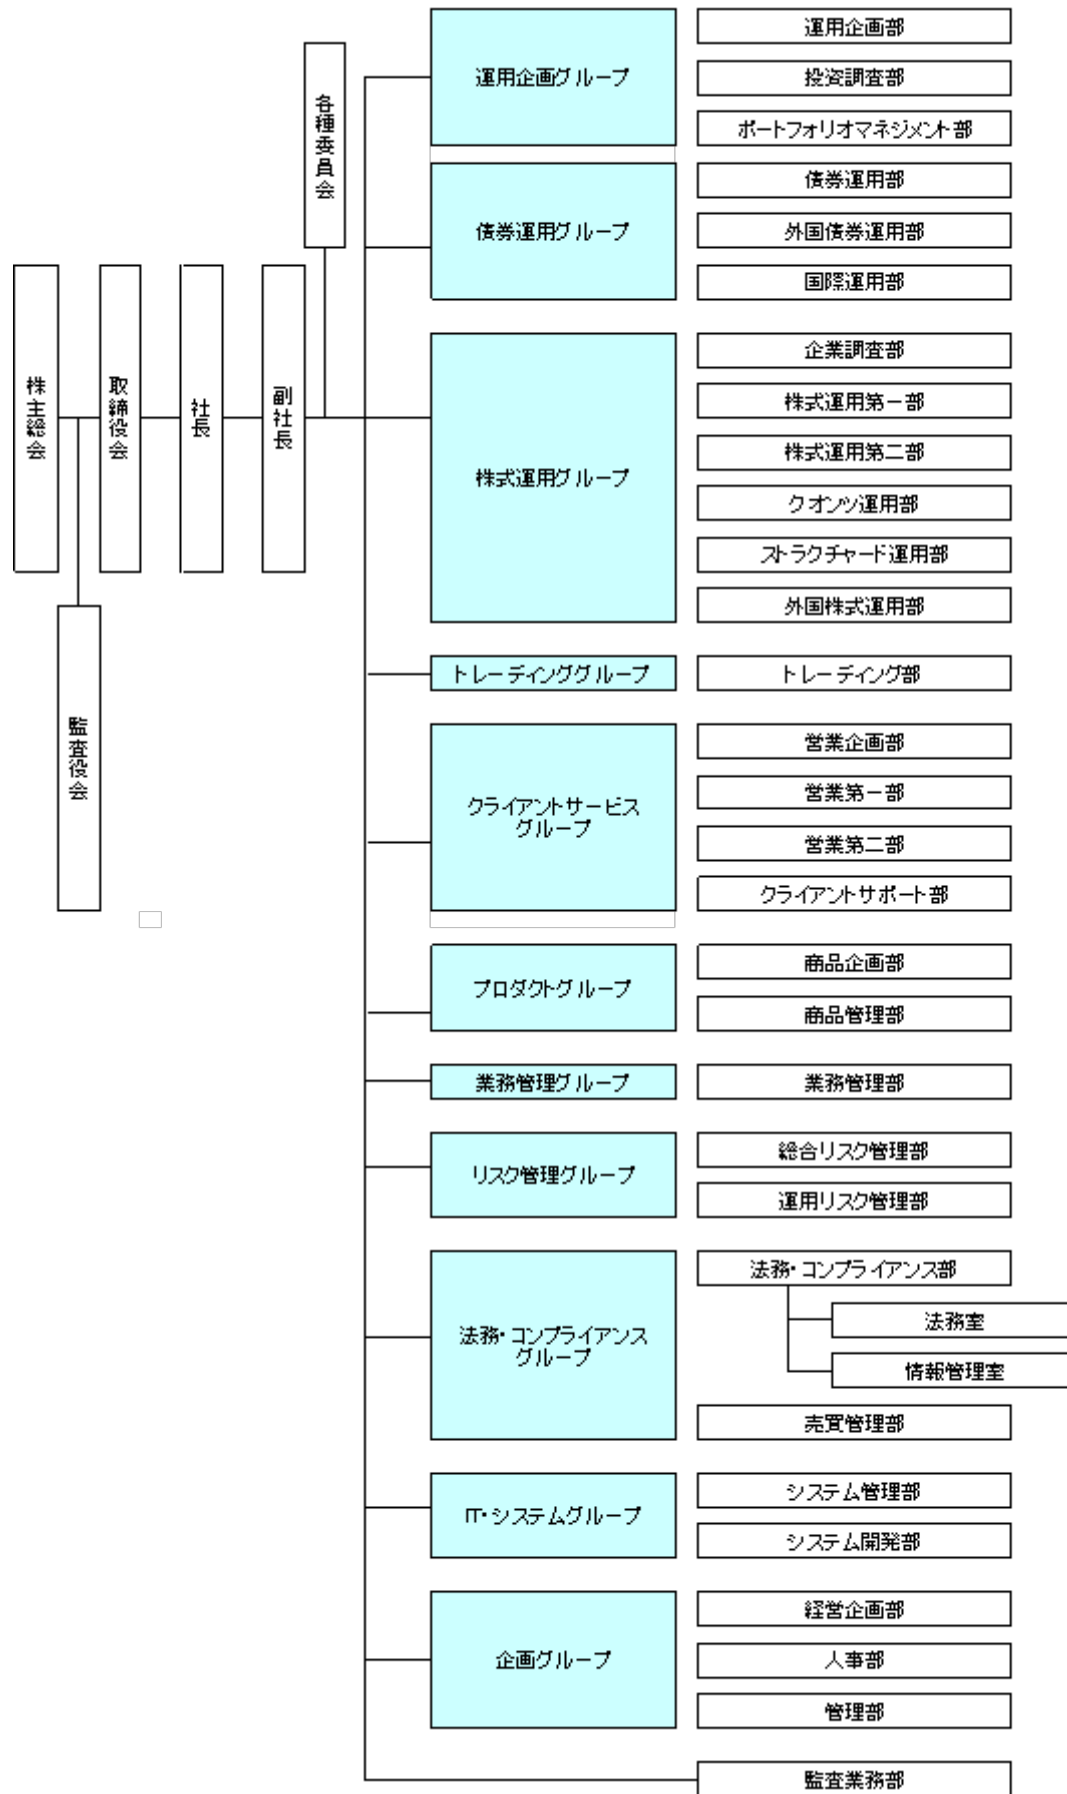 株主総会
監査役会
取締役会
社長
副社長
各種委員会
運用企画グループ
運用企画部
投資調査部
ポートフォリオマネジメント部
債券運用グループ
債券運用部
外国債券運用部
国際運用部
株式運用グループ
企業調査部
株式運用第一部
株式運用第二部
クオンツ運用部
ストラクチャード運用部
外国株式運用部
トレーディンググループ
トレーディング部
クライアントサービス
グループ
営業企画部
営業第一部
営業第二部
クライアントサポート部
プロダクトグループ
商品企画部
商品管理部
業務管理グループ
業務管理部
リスク管理グループ
総合リスク管理部
運用リスク管理部
法務・コンプライアンス
グループ
法務・コンプライアンス部
法務室
情報管理室
売買管理部
IT・システムグループ
システム管理部
システム開発部
企画グループ
経営企画部
人事部
管理部
監査業務部